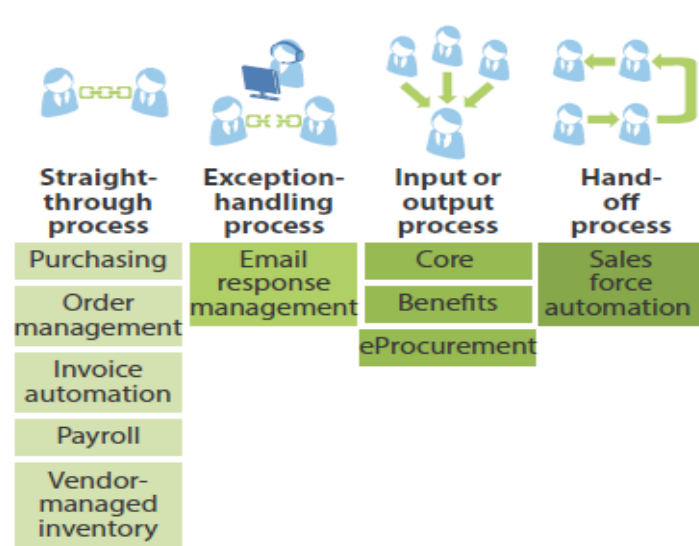 Straight-
through
process
Purchasing
Order
management
Invoice
automation
Payroll
Vendor-
managed
inventory
Exception-
handling
process
Email
response
management
Input or
output
process
Core
Benefits
eProcurement
Hand-
off
process
Sales
force
automation